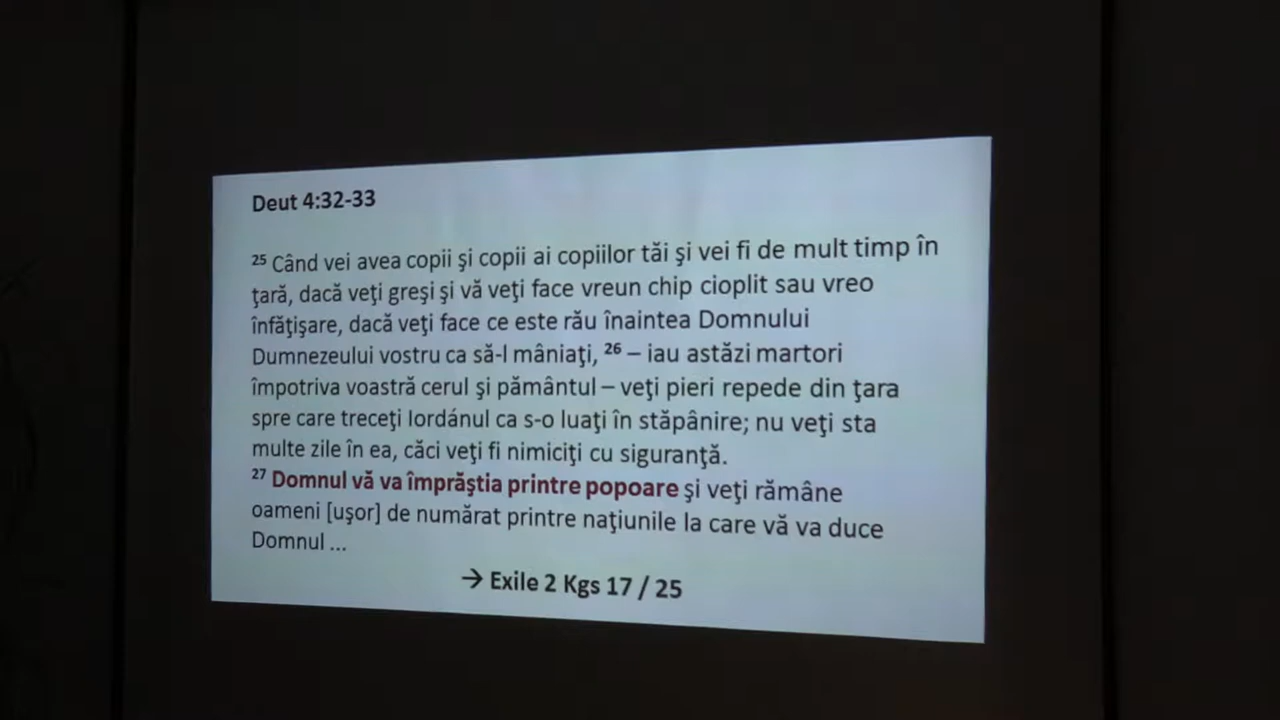 Deut 4:32-33
25 Când vei avea copii şi copii ai copiilor tăi şi vei fi de mult timp în
ţară, dacă veţi greşi şi vă veţi face vreun chip cioplit sau vreo
înfăţişare, dacă veţi face ce este rău înaintea Domnului
Dumnezeului vostru ca să-l mâniaţi, 26 – iau astăzi martori
împotriva voastră cerul şi pământul – veţi pieri repede din ţara
spre care treceţi Iordánul ca s-o luaţi în stăpânire; nu veţi sta
multe zile în ea, căci veţi fi nimiciţi cu siguranţă.
27 Domnul vă va împrăştia printre popoare şi veţi rămâne
oameni [uşor] de numărat printre naţiunile la care vă va duce
Domnul ...
→ Exile 2 Kgs 17 / 25